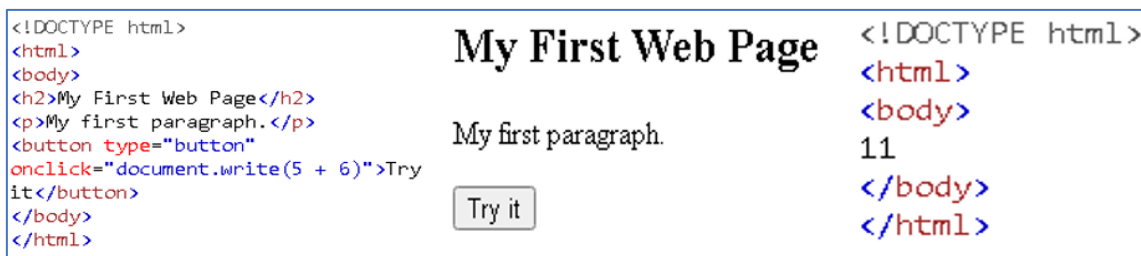 <!DOCTYPE html>
<html>
<body>
<h2>My First Web Page</h2>
<p>My first paragraph.</p>
<button type="button"
onclick="document.write(5 + 6)">Try
it</button>
</body>
</html>
My First Web Page
My first paragraph.
Try it
<!DOCTYPE html>
<html>
<body>
11
</body>
</html>